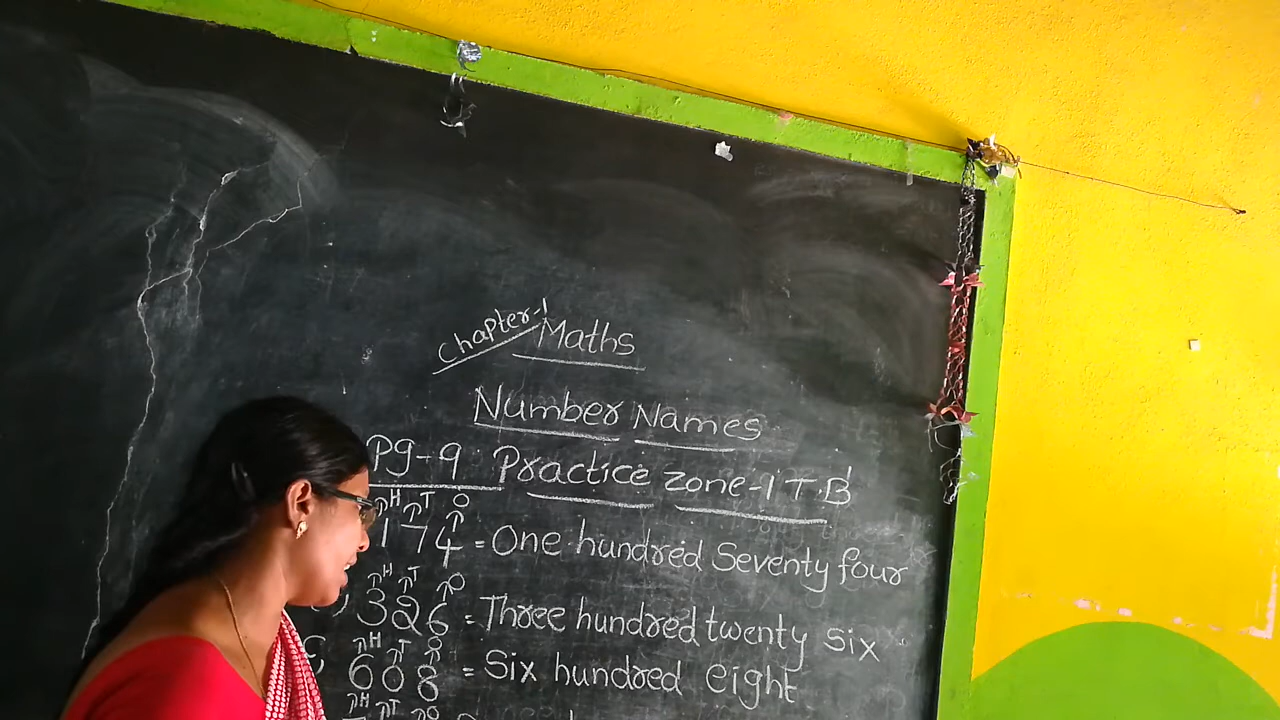 Chapter-1
Maths
Number Names
Pg-9 Practice zone-1 T.B
H T O
174 = One hundred Seventy four
H T O
326 = Three hundred twenty six
H T O
608 = Six hundred eight
H T O